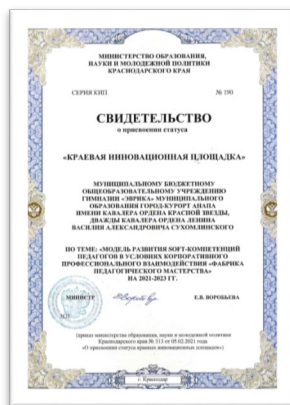 МИНИСТЕРСТВО ОБРАЗОВАНИЯ,
НАУКИ И МОЛОДЕЖНОЙ ПОЛИТИКИ
КРАСНОДАРСКОГО КРАЯ
СЕРИЯ КИП № 190
СВИДЕТЕЛЬСТВО
о присвоении статуса
«КРАЕВАЯ ИННОВАЦИОННАЯ ПЛОЩАДКА»
МУНИЦИПАЛЬНОМУ БЮДЖЕТНОМУ
ОБЩЕОБРАЗОВАТЕЛЬНОМУ УЧРЕЖДЕНИЮ
ГИМНАЗИИ «ЭВРИКА» МУНИЦИПАЛЬНОГО
ОБРАЗОВАНИЯ ГОРОД-КУРОРТ АНАПА
ИМЕНИ КАВАЛЕРА ОРДЕНА КРАСНОЙ ЗВЕЗДЫ,
ДВАЖДЫ КАВАЛЕРА ОРДЕНА ЛЕНИНА
ВАСИЛИЯ АЛЕКСАНДРОВИЧА СУХОМЛИНСКОГО
ПО ТЕМЕ: «МОДЕЛЬ РАЗВИТИЯ SOFT-КОМПЕТЕНЦИЙ
ПЕДАГОГОВ В УСЛОВИЯХ КОРПОРАТИВНОГО
ПРОФЕССИОНАЛЬНОГО ВЗАИМОДЕЙСТВИЯ «ФАБРИКА
ПЕДАГОГИЧЕСКОГО МАСТЕРСТВА»
НА 2021-2023 ГГ.
МИНИСТР Е.В. ВОРОБЬЕВА
М.П.
(приказ министерства образования, науки и молодежной политики
Краснодарского края № 313 от 05.02.2021 года
«О присвоении статуса краевых инновационных площадок»)
г. Краснодар